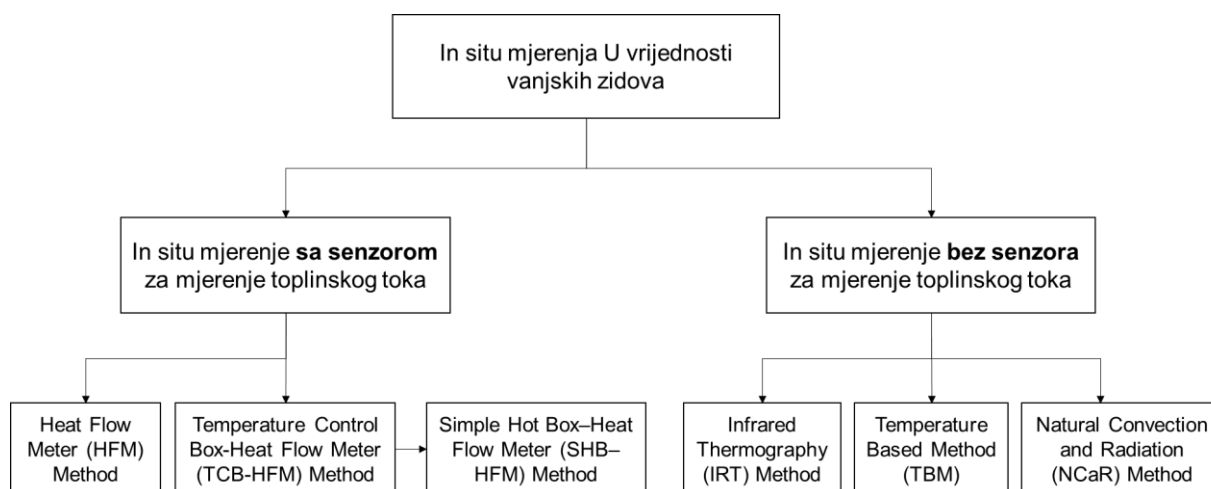 In situ mjerenja U vrijednosti
vanjskih zidova
In situ mjerenje sa senzorom
za mjerenje toplinskog toka
In situ mjerenje bez senzora
za mjerenje toplinskog toka
Heat Flow
Meter (HFM)
Method
Temperature Control
Box-Heat Flow Meter
(TCB-HFM) Method
Simple Hot Box–Heat
Flow Meter (SHB–
HFM) Method
Infrared
Thermography
(IRT) Method
Temperature
Based Method
(TBM)
Natural Convection
and Radiation
(NCaR) Method